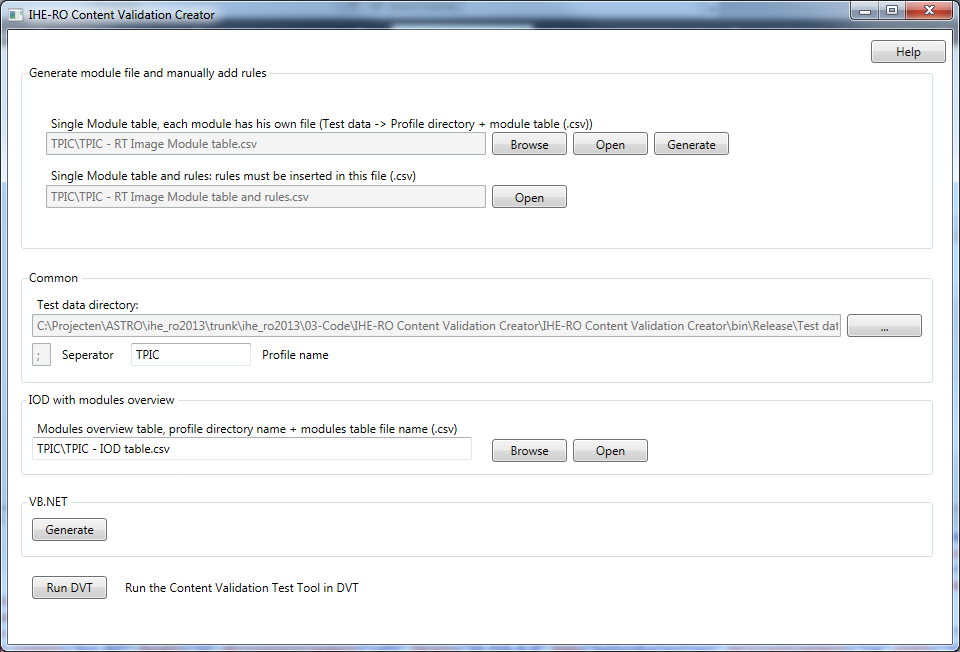 IHE-RO Content Validation Creator
Help
Generate module file and manually add rules
Single Module table, each module has his own file (Test data -> Profile directory + module table (.csv))
TPIC\TPIC - RT Image Module table.csv Browse Open Generate
Single Module table and rules: rules must be inserted in this file (.csv)
TPIC\TPIC - RT Image Module table and rules.csv Open
Common
Test data directory:
C:\Projecten\ASTRO\ihe_ro2013\trunk\ihe_ro2013\03-Code\IHE-RO Content Validation Creator\IHE-RO Content Validation Creator\bin\Release\Test dat ...
; Seperator TPIC Profile name
IOD with modules overview
Modules overview table, profile directory name + modules table file name (.csv)
TPIC\TPIC - IOD table.csv Browse Open
VB.NET
Generate
Run DVT Run the Content Validation Test Tool in DVT